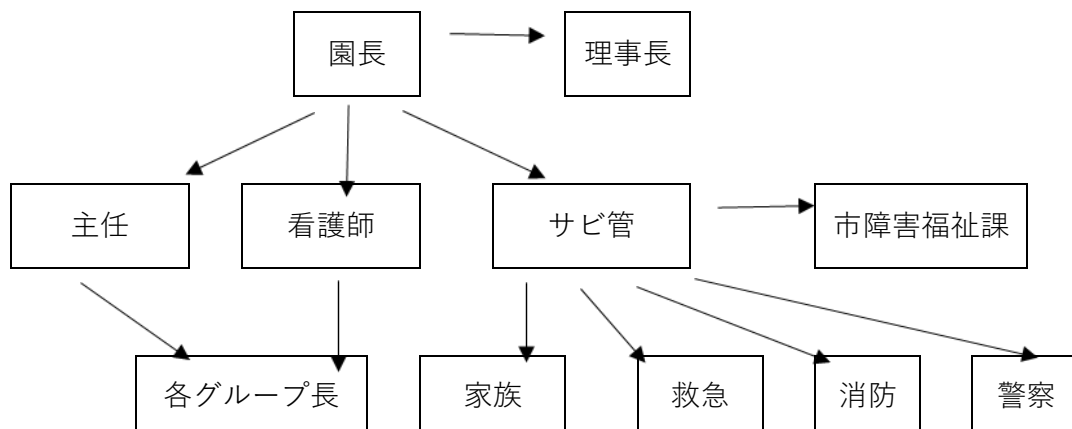 園長
理事長
主任
看護師
サビ管
市障害福祉課
各グループ長
家族
救急
消防
警察